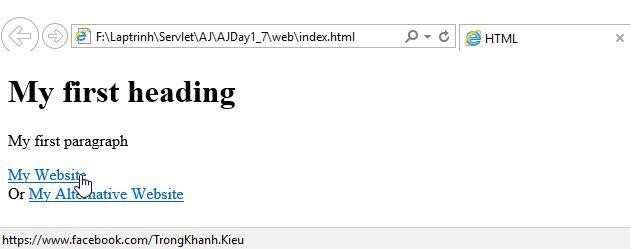 F:\Laptrinh\Servlet\AJ\AJDay1_7\web\index.html
HTML
My first heading
My first paragraph
My Website
Or My Alternative Website
https://www.facebook.com/TrongKhanh.Kieu